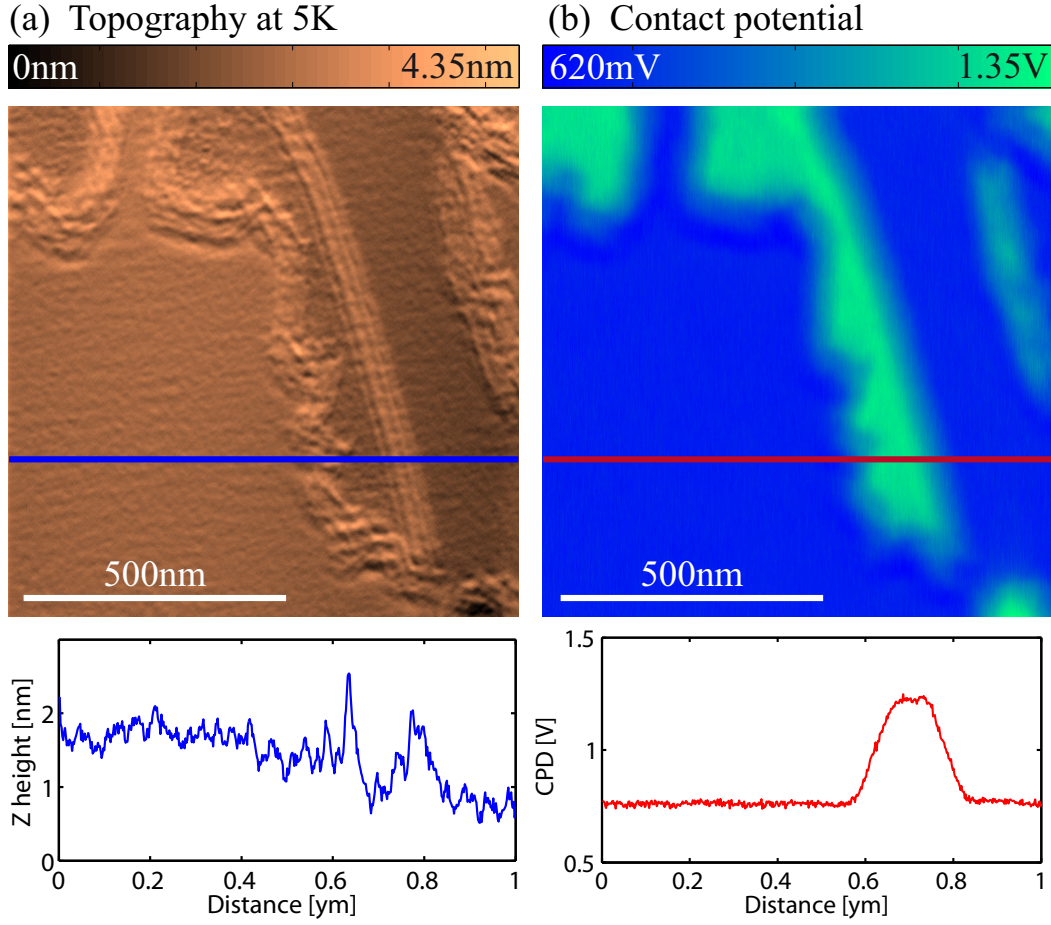 (a) Topography at 5K
0nm 4.35nm
500nm
Z height [nm]
2
1
0
0 0.2 0.4 0.6 0.8 1
Distance [ym]
(b) Contact potential
620mV 1.35V
500nm
CPD [V]
1.5
1
0.5
0 0.2 0.4 0.6 0.8 1
Distance [ym]